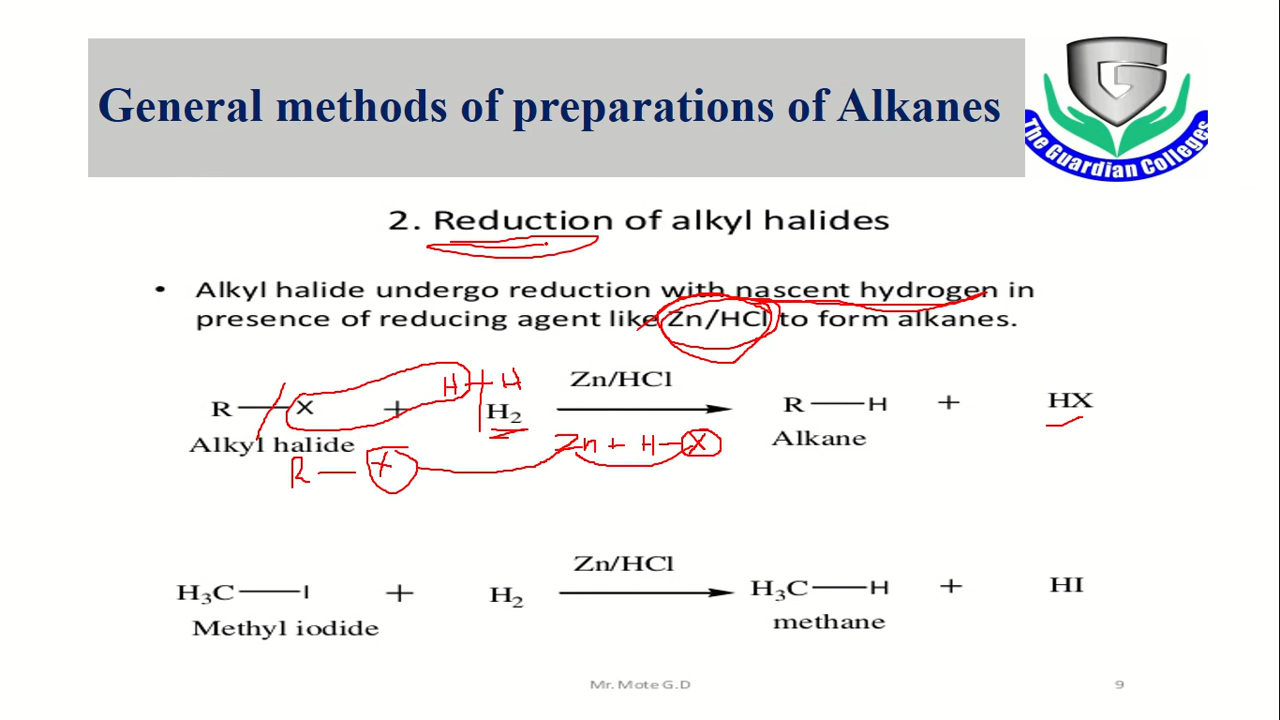 General methods of preparations of Alkanes
The Guardian Colleges
2. Reduction of alkyl halides
• Alkyl halide undergo reduction with nascent hydrogen in
presence of reducing agent like Zn/HCl to form alkanes.
H + H
Zn/HCl
R — X + H₂ → R — H + HX
Alkyl halide Alkane
R — X Zn + H — X
Zn/HCl
H₃C — I + H₂ → H₃C — H + HI
Methyl iodide methane
Mr. Mote G.D 9